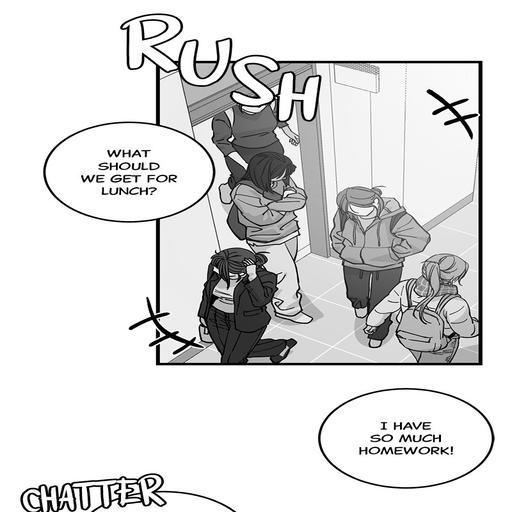 RUSH
WHAT
SHOULD
WE GET FOR
LUNCH?
I HAVE
SO MUCH
HOMEWORK!
CHATTER